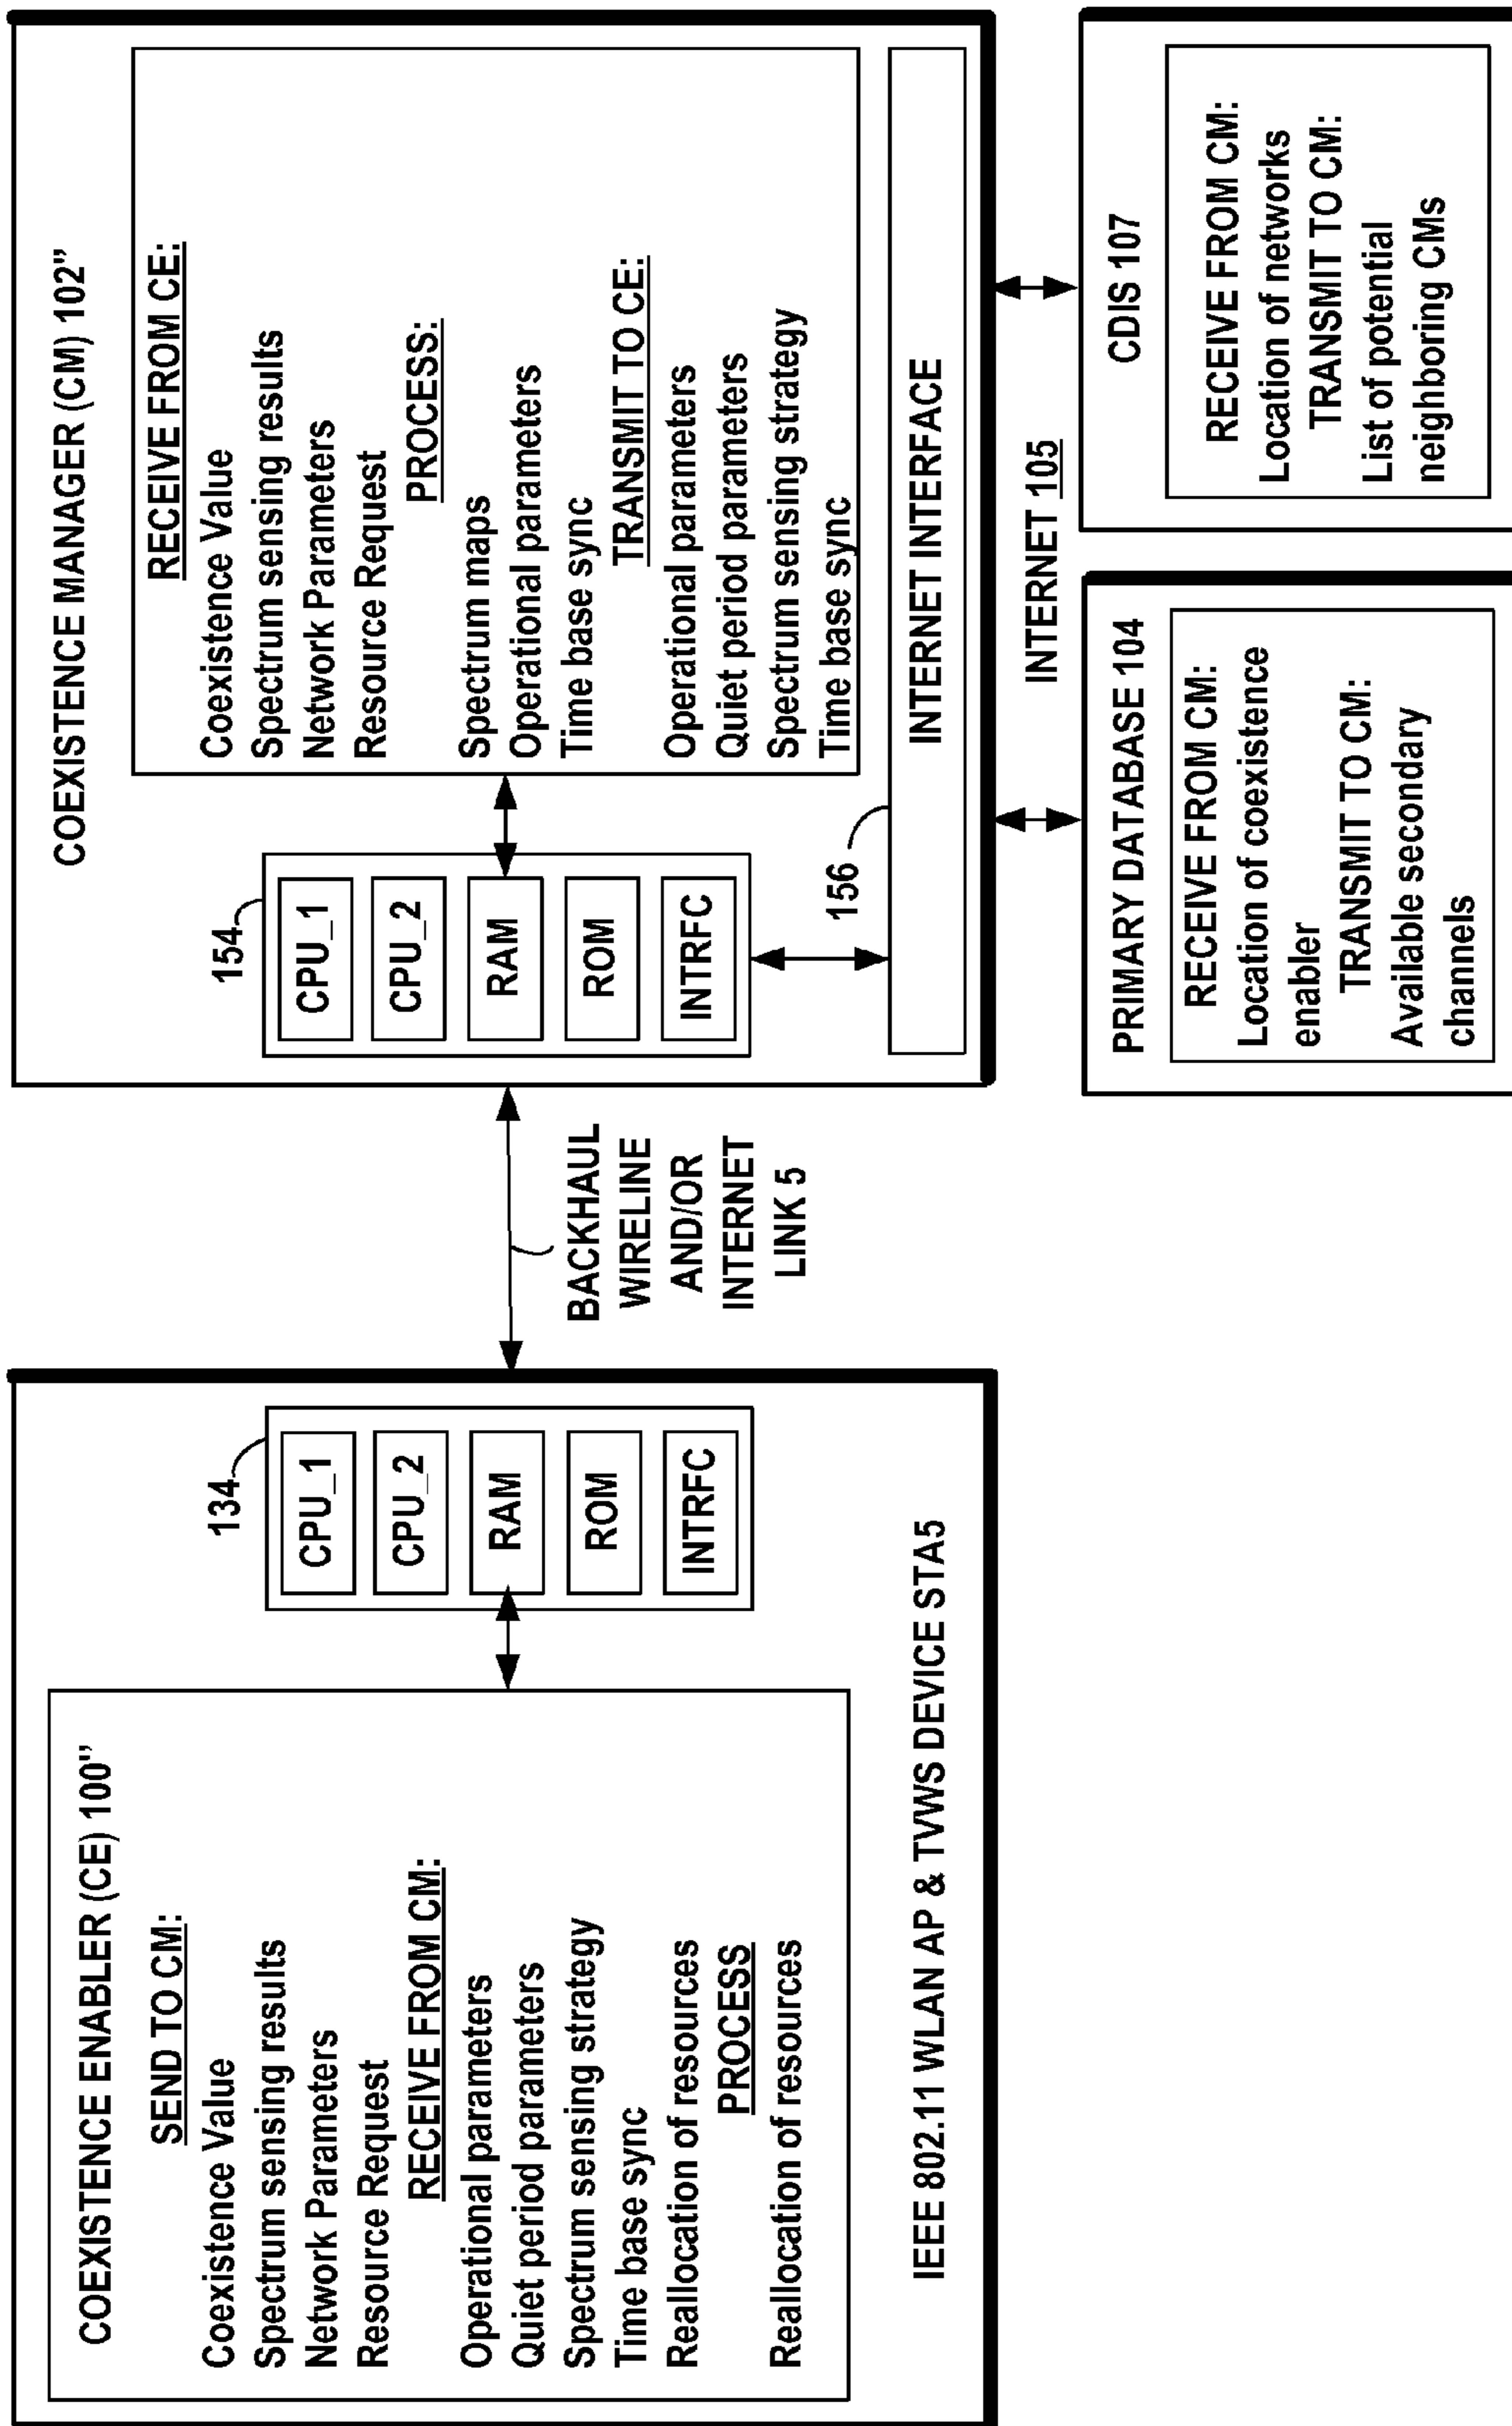 COEXISTENCE ENABLER (CE) 100"
SEND TO CM:
Coexistence Value
Spectrum sensing results
Network Parameters
Resource Request
RECEIVE FROM CM:
Operational parameters
Quiet period parameters
Spectrum sensing strategy
Time base sync
Reallocation of resources
PROCESS
Reallocation of resources
IEEE 802.11 WLAN AP & TVWS DEVICE STA5
134
CPU_1
CPU_2
RAM
ROM
INTRFC
BACKHAUL
WIRELINE
AND/OR
INTERNET
LINK 5
COEXISTENCE MANAGER (CM) 102"
154
CPU_1
CPU_2
RAM
ROM
INTRFC
RECEIVE FROM CE:
Coexistence Value
Spectrum sensing results
Network Parameters
Resource Request
PROCESS:
Spectrum maps
Operational parameters
Time base sync
TRANSMIT TO CE:
Operational parameters
Quiet period parameters
Spectrum sensing strategy
Time base sync
156
INTERNET INTERFACE
INTERNET 105
PRIMARY DATABASE 104
RECEIVE FROM CM:
Location of coexistence
enabler
TRANSMIT TO CM:
Available secondary
channels
CDIS 107
RECEIVE FROM CM:
Location of networks
TRANSMIT TO CM:
List of potential
neighboring CMs